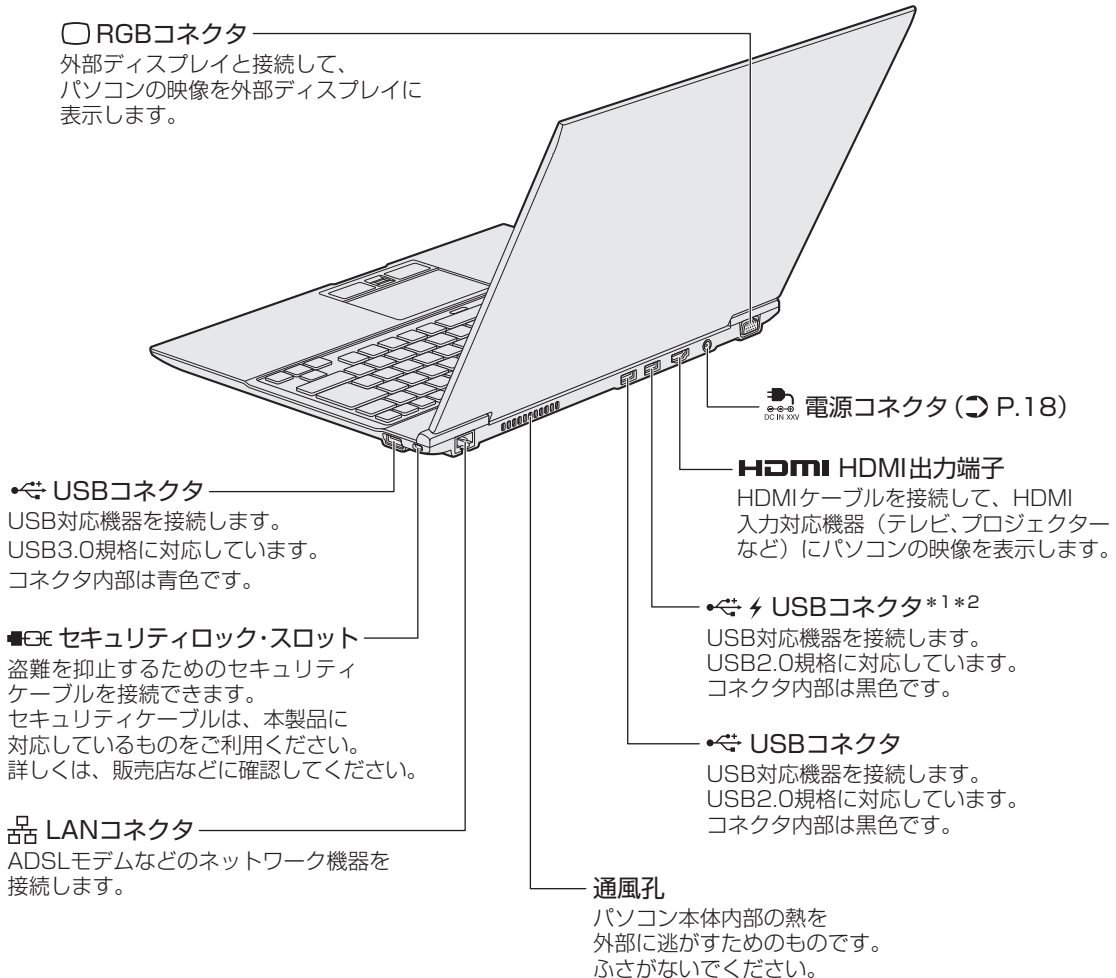 RGBコネクタ
外部ディスプレイと接続して、
パソコンの映像を外部ディスプレイに
表示します。
USBコネクタ
USB対応機器を接続します。
USB3.0規格に対応しています。
コネクタ内部は青色です。
セキュリティロック・スロット
盗難を抑止するためのセキュリティ
ケーブルを接続できます。
セキュリティケーブルは、本製品に
対応しているものをご利用ください。
詳しくは、販売店などに確認してください。
LANコネクタ
ADSLモデムなどのネットワーク機器を
接続します。
DC IN XXV
電源コネクタ(P.18)
HDMI HDMI出力端子
HDMIケーブルを接続して、HDMI
入力対応機器（テレビ、プロジェクター
など）にパソコンの映像を表示します。
USBコネクタ*1*2
USB対応機器を接続します。
USB2.0規格に対応しています。
コネクタ内部は黒色です。
USBコネクタ
USB対応機器を接続します。
USB2.0規格に対応しています。
コネクタ内部は黒色です。
通風孔
パソコン本体内部の熱を
外部に逃がすためのものです。
ふさがないでください。